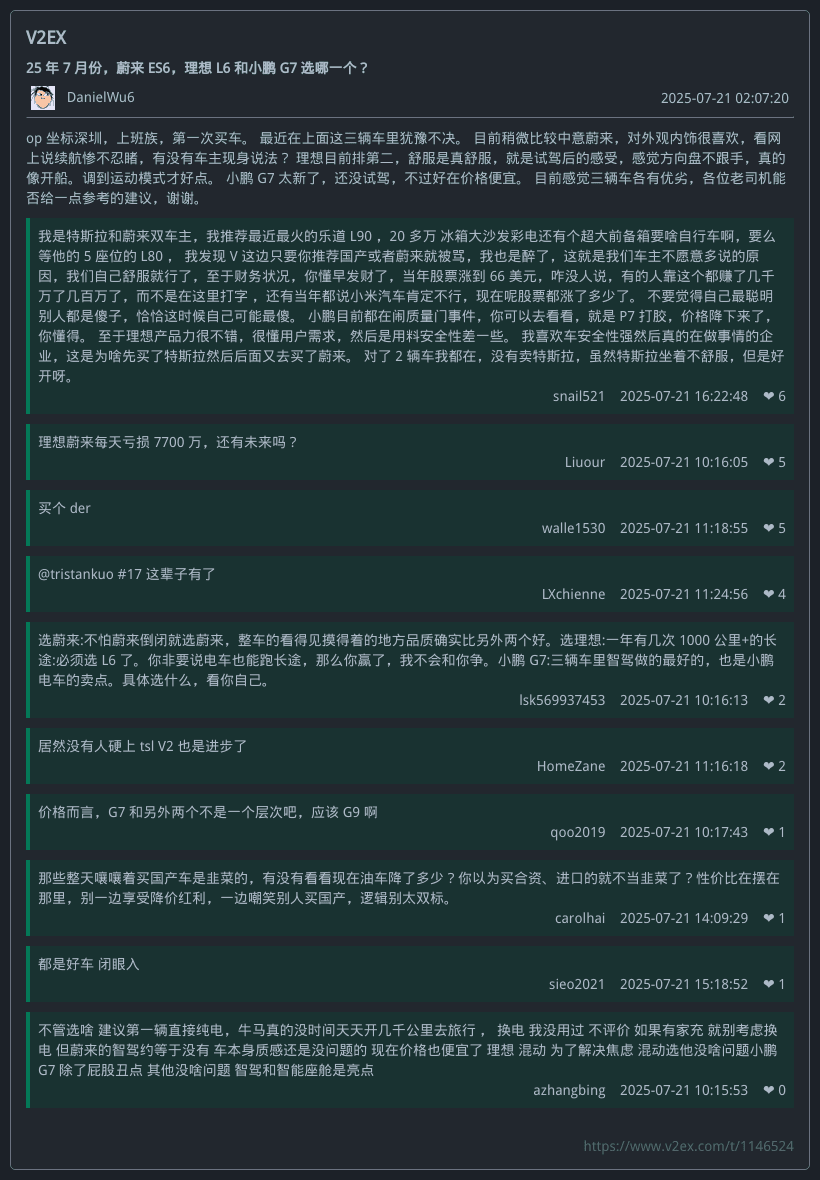 V2EX
25 年 7 月份，蔚来 ES6，理想 L6 和小鹏 G7 选哪一个？
DanielWu6
2025-07-21 02:07:20
op 坐标深圳，上班族，第一次买车。 最近在上面这三辆车里犹豫不决。 目前稍微比较中意蔚来，对外观内饰很喜欢，看网
上说续航惨不忍睹，有没有车主现身说法？ 理想目前排第二，舒服是真舒服，就是试驾后的感受，感觉方向盘不跟手，真的
像开船。调到运动模式才好点。 小鹏 G7 太新了，还没试驾，不过好在价格便宜。 目前感觉三辆车各有优劣，各位老司机能
否给一点参考的建议，谢谢。
我是特斯拉和蔚来双车主，我推荐最近最火的乐道 L90 ，20 多万 冰箱大沙发彩电还有个超大前备箱要啥自行车啊，要么
等他的 5 座位的 L80 ， 我发现 V 这边只要你推荐国产或者蔚来就被骂，我也是醉了，这就是我们车主不愿意多说的原
因，我们自己舒服就行了，至于财务状况，你懂早发财了，当年股票涨到 66 美元，咋没人说，有的人靠这个都赚了几千
万了几百万了，而不是在这里打字 ，还有当年都说小米汽车肯定不行，现在呢股票都涨了多少了。 不要觉得自己最聪明
别人都是傻子，恰恰这时候自己可能最傻。 小鹏目前都在闹质量门事件，你可以去看看，就是 P7 打胶，价格降下来了，
你懂得。 至于理想产品力很不错，很懂用户需求，然后是用料安全性差一些。 我喜欢车安全性强然后真的在做事情的企
业，这是为啥先买了特斯拉然后后面又去买了蔚来。 对了 2 辆车我都在，没有卖特斯拉，虽然特斯拉坐着不舒服，但是好
开呀。
snail521 2025-07-21 16:22:48 ❤ 6
理想蔚来每天亏损 7700 万，还有未来吗？
Liuour 2025-07-21 10:16:05 ❤ 5
买个 der
walle1530 2025-07-21 11:18:55 ❤ 5
@tristankuo #17 这辈子有了
LXchienne 2025-07-21 11:24:56 ❤ 4
选蔚来:不怕蔚来倒闭就选蔚来，整车的看得见摸得着的地方品质确实比另外两个好。选理想:一年有几次 1000 公里+的长
途:必须选 L6 了。你非要说电车也能跑长途，那么你赢了，我不会和你争。小鹏 G7:三辆车里智驾做的最好的，也是小鹏
电车的卖点。具体选什么，看你自己。
lsk569937453 2025-07-21 10:16:13 ❤ 2
居然没有人硬上 tsl V2 也是进步了
HomeZane 2025-07-21 11:16:18 ❤ 2
价格而言，G7 和另外两个不是一个层次吧，应该 G9 啊
qoo2019 2025-07-21 10:17:43 ❤ 1
那些整天嚷嚷着买国产车是韭菜的，有没有看看现在油车降了多少？你以为买合资、进口的就不当韭菜了？性价比在摆在
那里，别一边享受降价红利，一边嘲笑别人买国产，逻辑别太双标。
carolhai 2025-07-21 14:09:29 ❤ 1
都是好车 闭眼入
sieo2021 2025-07-21 15:18:52 ❤ 1
不管选啥 建议第一辆直接纯电，牛马真的没时间天天开几千公里去旅行 ， 换电 我没用过 不评价 如果有家充 就别考虑换
电 但蔚来的智驾约等于没有 车本身质感还是没问题的 现在价格也便宜了 理想 混动 为了解决焦虑 混动选他没啥问题小鹏
G7 除了屁股丑点 其他没啥问题 智驾和智能座舱是亮点
azhangbing 2025-07-21 10:15:53 ❤ 0
https://www.v2ex.com/t/1146524